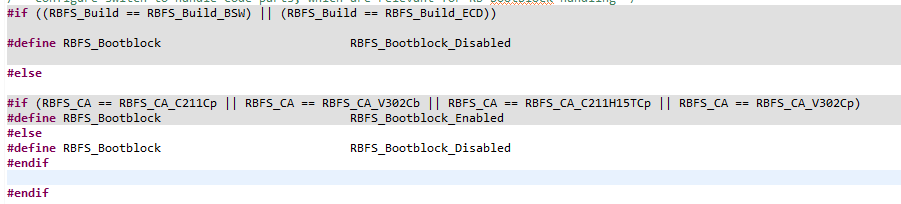 /* Configure switch to handle code parts, which are relevant for RB Bootblock handling */
#if ((RBFS_Build == RBFS_Build_BSW) || (RBFS_Build == RBFS_Build_ECD))
#define RBFS_Bootblock RBFS_Bootblock_Disabled
#else
#if (RBFS_CA == RBFS_CA_C211Cp || RBFS_CA == RBFS_CA_V302Cb || RBFS_CA == RBFS_CA_C211H15TCp || RBFS_CA == RBFS_CA_V302Cp)
#define RBFS_Bootblock RBFS_Bootblock_Enabled
#else
#define RBFS_Bootblock RBFS_Bootblock_Disabled
#endif
#endif